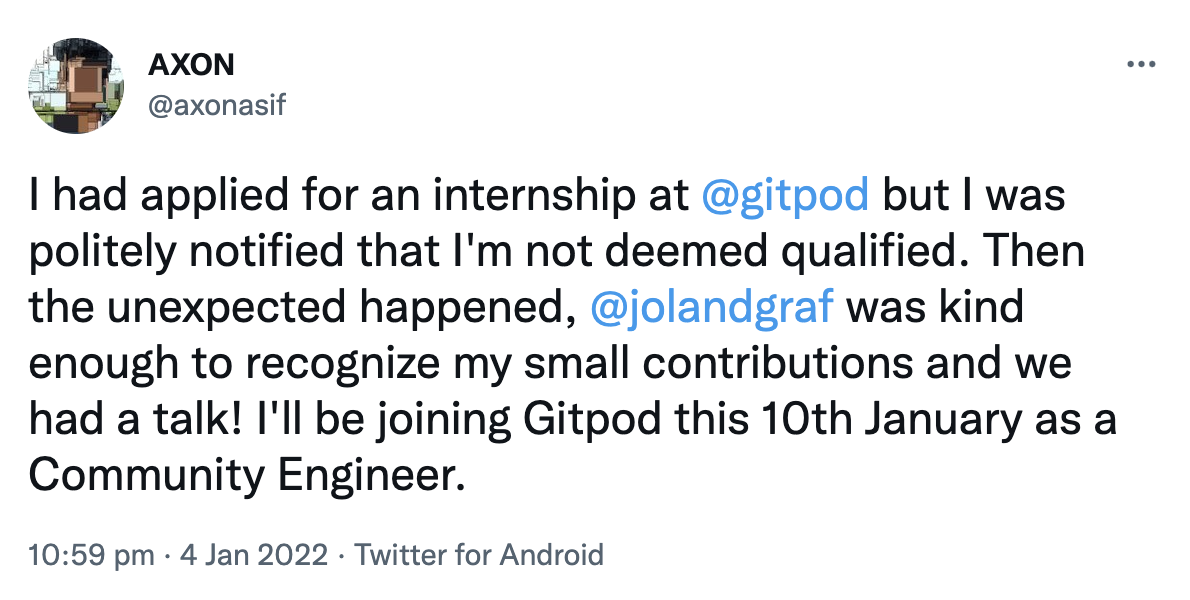 AXON
@axonasif
I had applied for an internship at @gitpod but I was
politely notified that I'm not deemed qualified. Then
the unexpected happened, @jolandgraf was kind
enough to recognize my small contributions and we
had a talk! I'll be joining Gitpod this 10th January as a
Community Engineer.
10:59 pm · 4 Jan 2022 · Twitter for Android